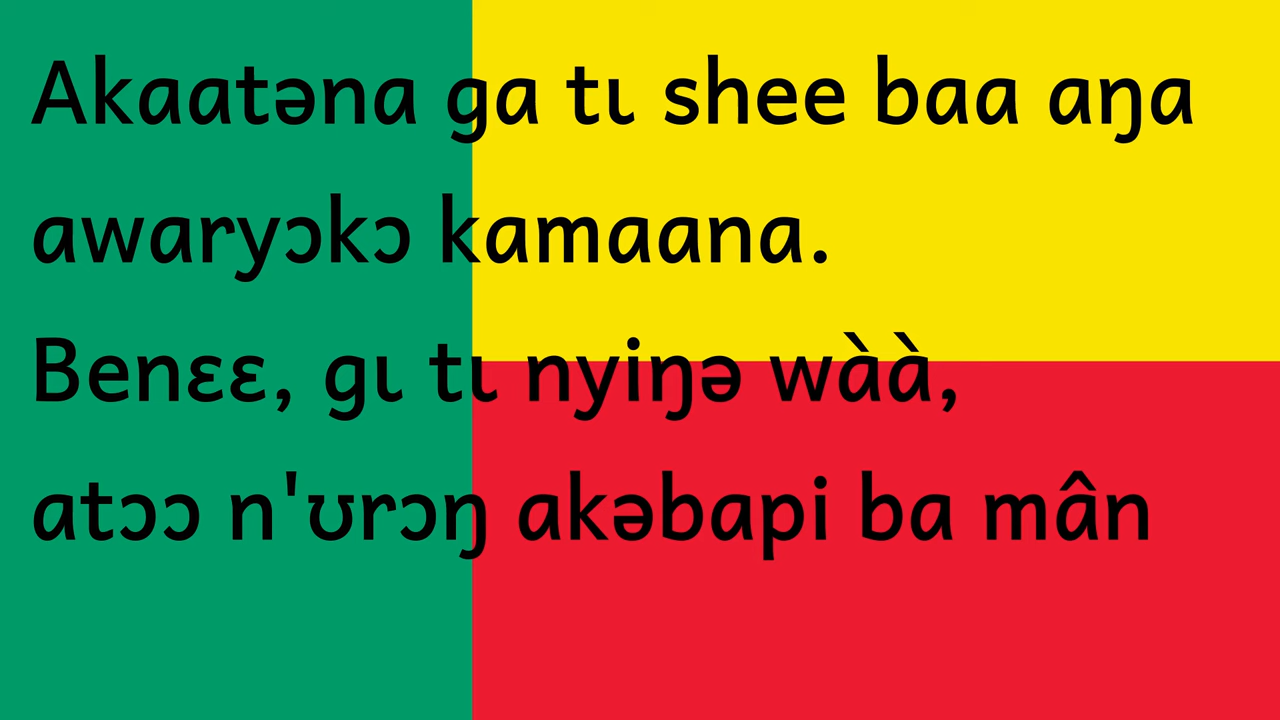 Akaatəna ga tɩ shee baa aŋa
awaryɔkɔ kamaana.
Benɛɛ, gɩ tɩ nyiŋə wàà,
atɔɔ n'ʊrɔŋ akəbapi ba mân